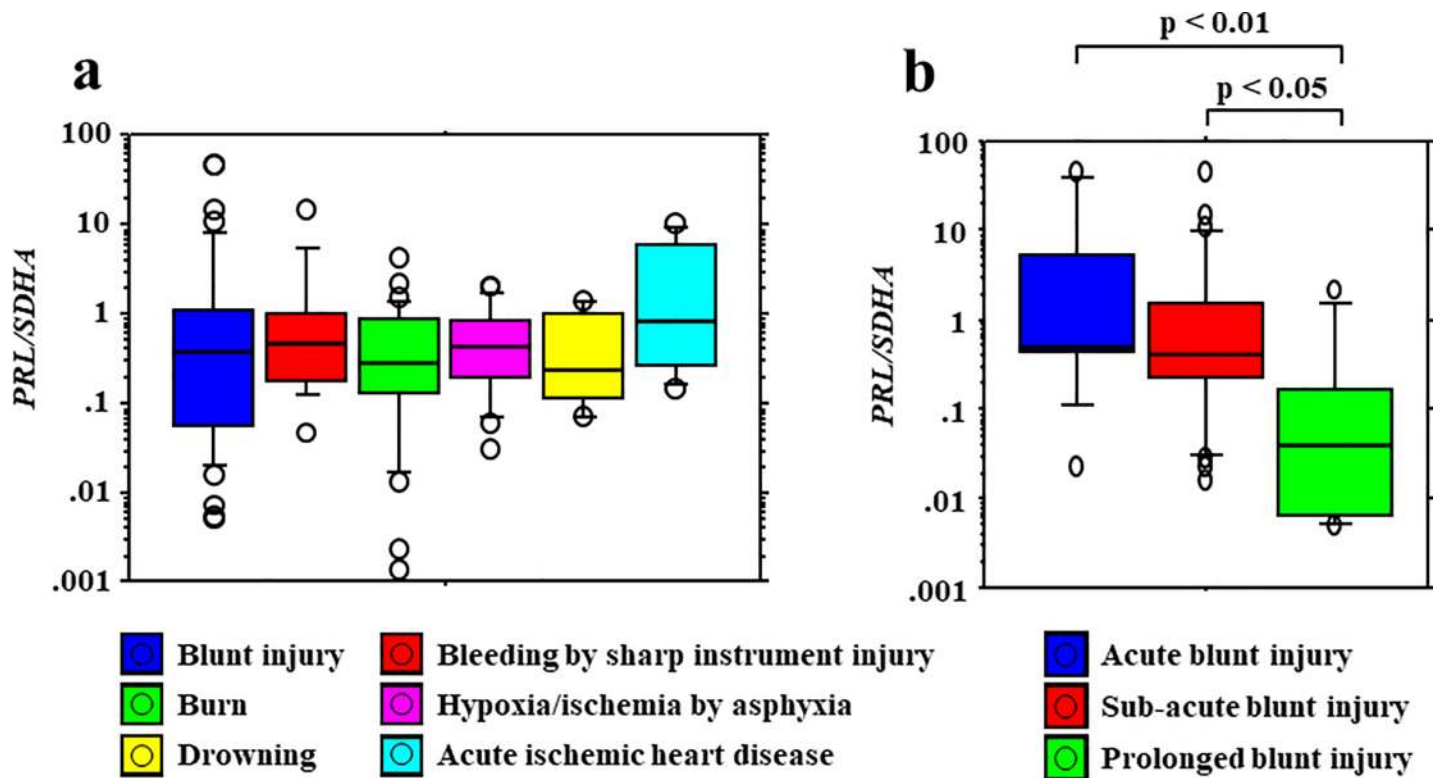 a
PRL/SDHA
100
10
1
.1
.01
.001
Blunt injury
Bleeding by sharp instrument injury
Burn
Hypoxia/ischemia by asphyxia
Drowning
Acute ischemic heart disease
b
p < 0.01
p < 0.05
PRL/SDHA
100
10
1
.1
.01
.001
Acute blunt injury
Sub-acute blunt injury
Prolonged blunt injury